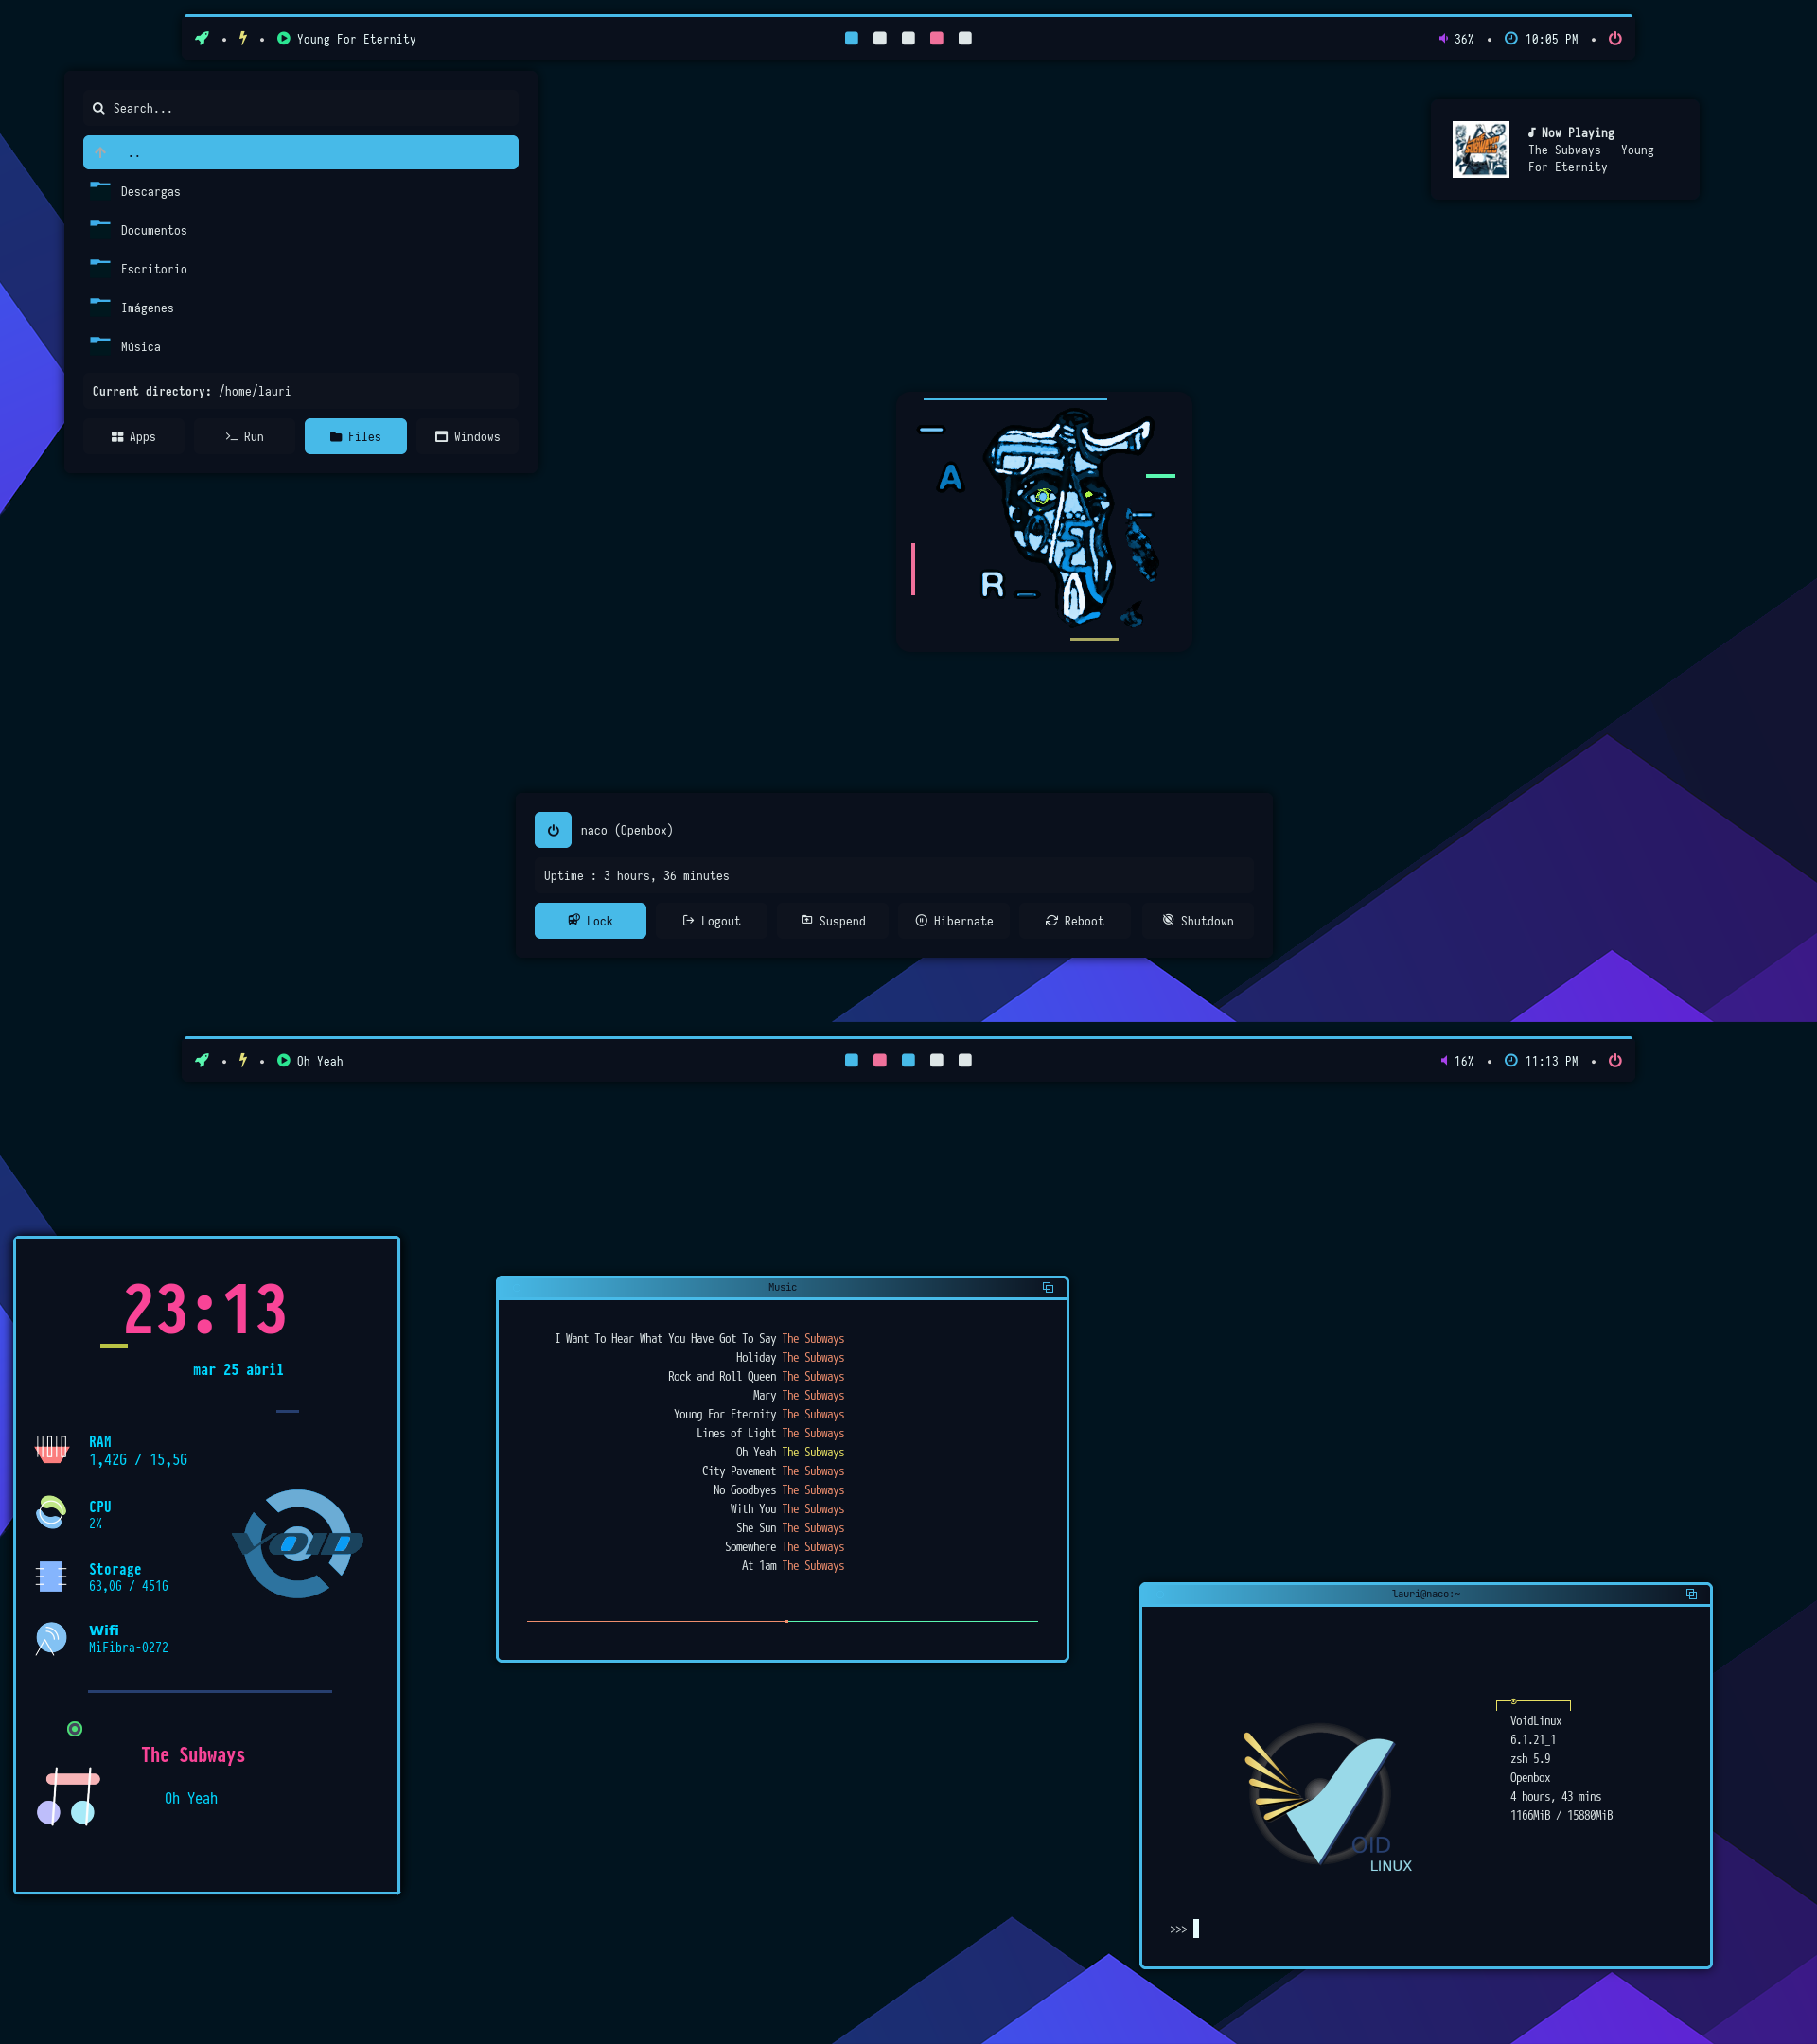 Young For Eternity
36% • 10:05 PM
Search...
..
Descargas
Documentos
Escritorio
Imágenes
Música
Current directory: /home/lauri
Apps
Run
Files
Windows
Now Playing
The Subways – Young
For Eternity
A
R
naco (Openbox)
Uptime : 3 hours, 36 minutes
Lock
Logout
Suspend
Hibernate
Reboot
Shutdown
Oh Yeah
16% • 11:13 PM
23:13
mar 25 abril
RAM
1,42G / 15,5G
CPU
2%
Storage
63,0G / 451G
Wifi
MiFibra-0272
VOID
The Subways
Oh Yeah
Music
I Want To Hear What You Have Got To Say The Subways
Holiday The Subways
Rock and Roll Queen The Subways
Mary The Subways
Young For Eternity The Subways
Lines of Light The Subways
Oh Yeah The Subways
City Pavement The Subways
No Goodbyes The Subways
With You The Subways
She Sun The Subways
Somewhere The Subways
At 1am The Subways
lauri@naco:~
OID
LINUX
VoidLinux
6.1.21_1
zsh 5.9
Openbox
4 hours, 43 mins
1166MiB / 15880MiB
>>>